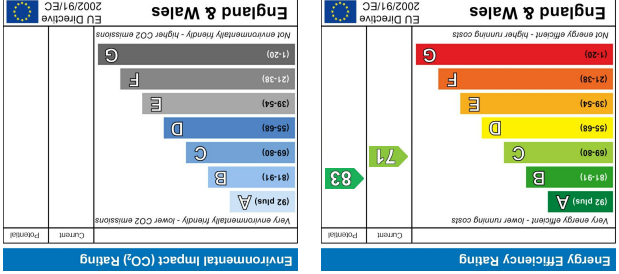 Energy Efficiency Rating
Current
Potential
Very energy efficient - lower running costs
(92 plus) A
(81-91) B
(69-80) C
(55-68) D
(39-54) E
(21-38) F
(1-20) G
71
83
Not energy efficient - higher running costs
England & Wales
EU Directive
2002/91/EC
Environmental Impact (CO₂) Rating
Current
Potential
Very environmentally friendly - lower CO2 emissions
(92 plus) A
(81-91) B
(69-80) C
(55-68) D
(39-54) E
(21-38) F
(1-20) G
Not environmentally friendly - higher CO2 emissions
England & Wales
EU Directive
2002/91/EC